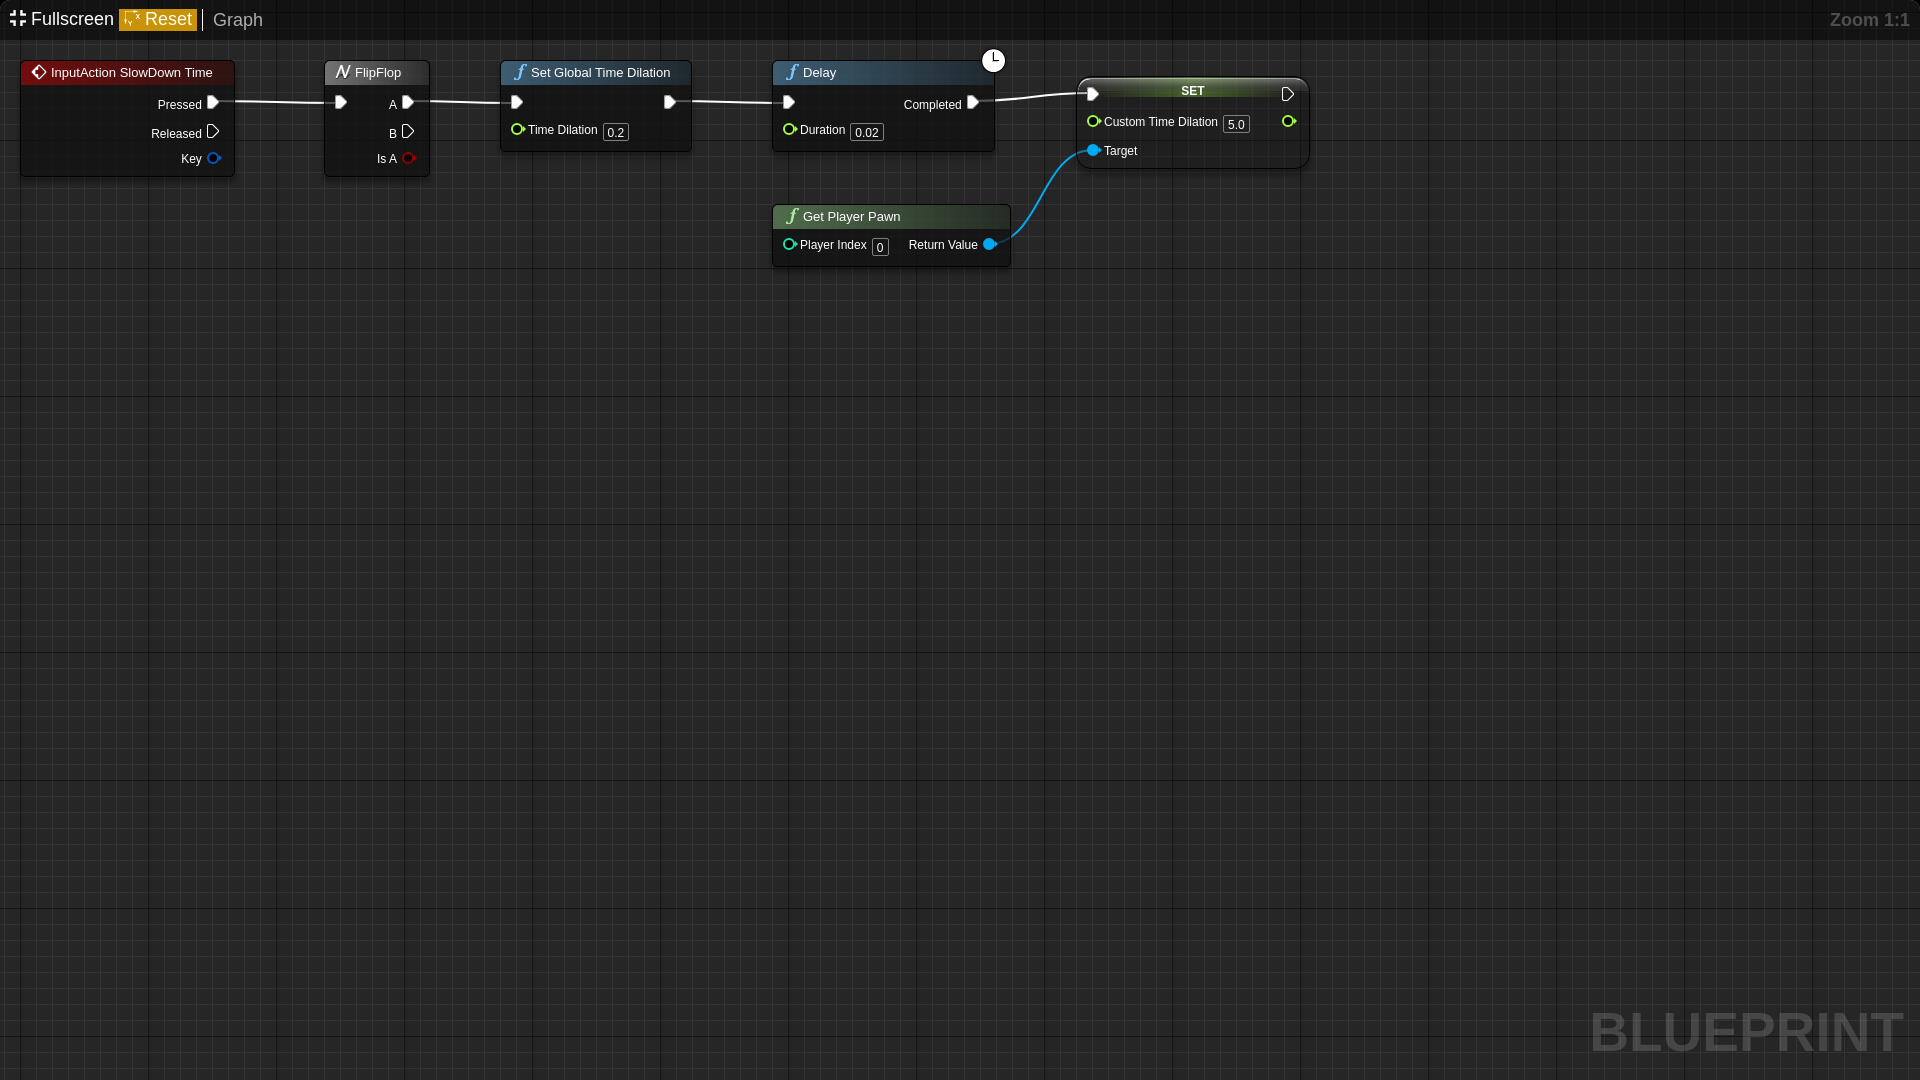 Fullscreen Reset Graph Zoom 1:1
InputAction SlowDown Time
Pressed
Released
Key
FlipFlop
A
B
Is A
Set Global Time Dilation
Time Dilation 0.2
Delay
Completed
Duration 0.02
SET
Custom Time Dilation 5.0
Target
Get Player Pawn
Player Index 0 Return Value
BLUEPRINT